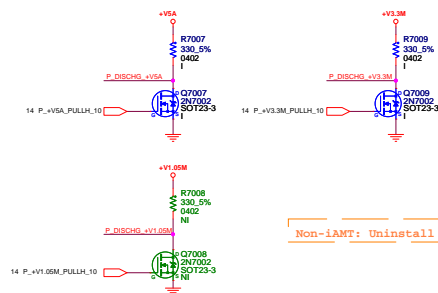 +V5A
R7007
330_5%
0402
I
P_DISCHG_+V5A
Q7007
2N7002
SOT23-3
I
D
G
S
14 P_+V5A_PULLH_10
+V3.3M
R7009
330_5%
0402
I
P_DISCHG_+V3.3M
Q7009
2N7002
SOT23-3
I
D
G
S
14 P_+V3.3M_PULLH_10
+V1.05M
R7008
330_5%
0402
NI
P_DISCHG_+V1.05M
Q7008
2N7002
SOT23-3
NI
D
G
S
14 P_+V1.05M_PULLH_10
Non-iAMT: Uninstall